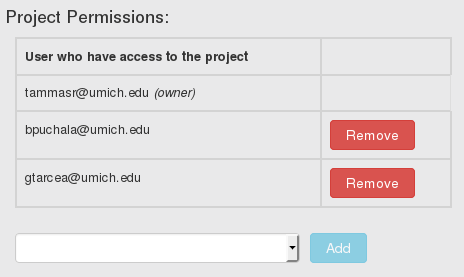 Project Permissions:
User who have access to the project
tammasr@umich.edu (owner)
bpuchala@umich.edu Remove
gtarcea@umich.edu Remove
Add